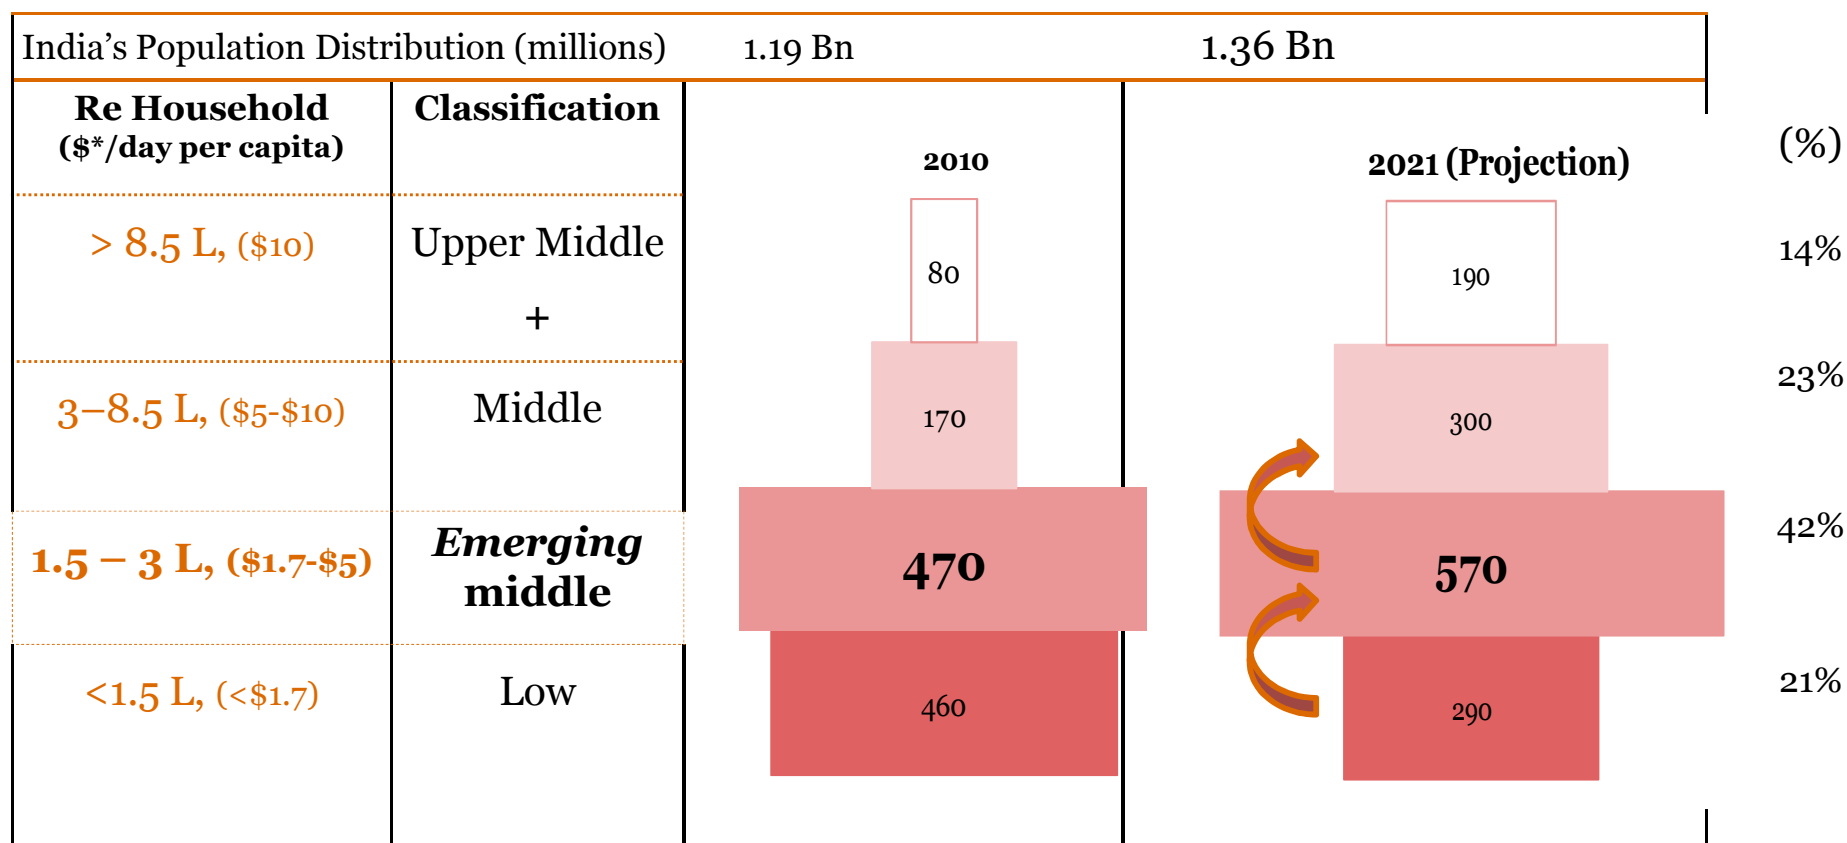 India’s Population Distribution (millions) 1.19 Bn 1.36 Bn
Re Household Classification
($*/day per capita)
2010 2021 (Projection) (%)
> 8.5 L, ($10) Upper Middle
+
80 190 14%
3–8.5 L, ($5-$10) Middle
170 300 23%
1.5 – 3 L, ($1.7-$5) Emerging
middle
470 570 42%
<1.5 L, (<$1.7) Low
460 290 21%